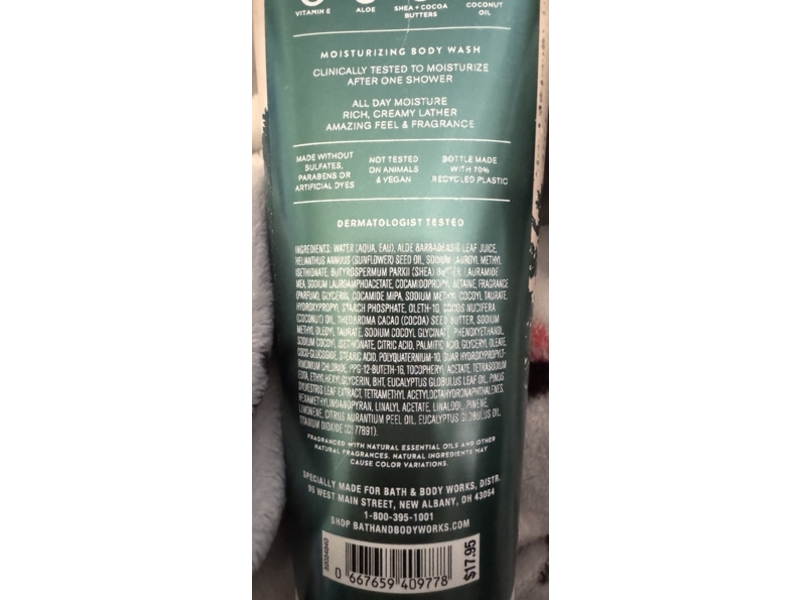 VITAMIN E ALOE SHEA + COCOA BUTTERS COCONUT OIL
MOISTURIZING BODY WASH
CLINICALLY TESTED TO MOISTURIZE
AFTER ONE SHOWER
ALL DAY MOISTURE
RICH, CREAMY LATHER
AMAZING FEEL & FRAGRANCE
MADE WITHOUT
SULFATES,
PARABENS OR
ARTIFICIAL DYES
NOT TESTED
ON ANIMALS
& VEGAN
BOTTLE MADE
WITH 70%
RECYCLED PLASTIC
DERMATOLOGIST TESTED
INGREDIENTS: WATER (AQUA, EAU), ALOE BARBADENSIS LEAF JUICE,
HELIANTHUS ANNUUS (SUNFLOWER) SEED OIL, SODIUM LAUROYL METHYL
ISETHIONATE, BUTYROSPERMUM PARKII (SHEA) BUTTER, LAURAMIDE
MEA, SODIUM LAUROAMPHOACETATE, COCAMIDOPROPYL BETAINE, FRAGRANCE
(PARFUM), GLYCERIN, COCAMIDE MIPA, SODIUM METHYL COCOYL TAURATE,
HYDROXYPROPYL STARCH PHOSPHATE, OLETH-10, COCOS NUCIFERA
(COCONUT) OIL, THEOBROMA CACAO (COCOA) SEED BUTTER, SODIUM
METHYL OLEOYL TAURATE, SODIUM COCOYL GLYCINATE, PHENOXYETHANOL,
SODIUM COCOYL ISETHIONATE, CITRIC ACID, PALMITIC ACID, GLYCERYL OLEATE,
COCO-GLUCOSIDE, STEARIC ACID, POLYQUATERNIUM-10, GUAR HYDROXYPROPYLT-
RIMONIUM CHLORIDE, PPG-12-BUTETH-16, TOCOPHERYL ACETATE, TETRASODIUM
EDTA, ETHYLHEXYLGLYCERIN, BHT, EUCALYPTUS GLOBULUS LEAF OIL, PINUS
SYLVESTRIS LEAF EXTRACT, TETRAMETHYL ACETYLOCTAHYDRONAPHTHALENES,
HEXAMETHYLINDANOPYRAN, LINALYL ACETATE, LINALOOL, PINENE,
LIMONENE, CITRUS AURANTIUM PEEL OIL, EUCALYPTUS GLOBULUS OIL,
TITANIUM DIOXIDE (CI 77891).
FRAGRANCED WITH NATURAL ESSENTIAL OILS AND OTHER
NATURAL FRAGRANCES. NATURAL INGREDIENTS MAY
CAUSE COLOR VARIATIONS.
SPECIALLY MADE FOR BATH & BODY WORKS, DISTR.
95 WEST MAIN STREET, NEW ALBANY, OH 43054
1-800-395-1001
SHOP BATHANDBODYWORKS.COM
0 667659 409778
$17.95